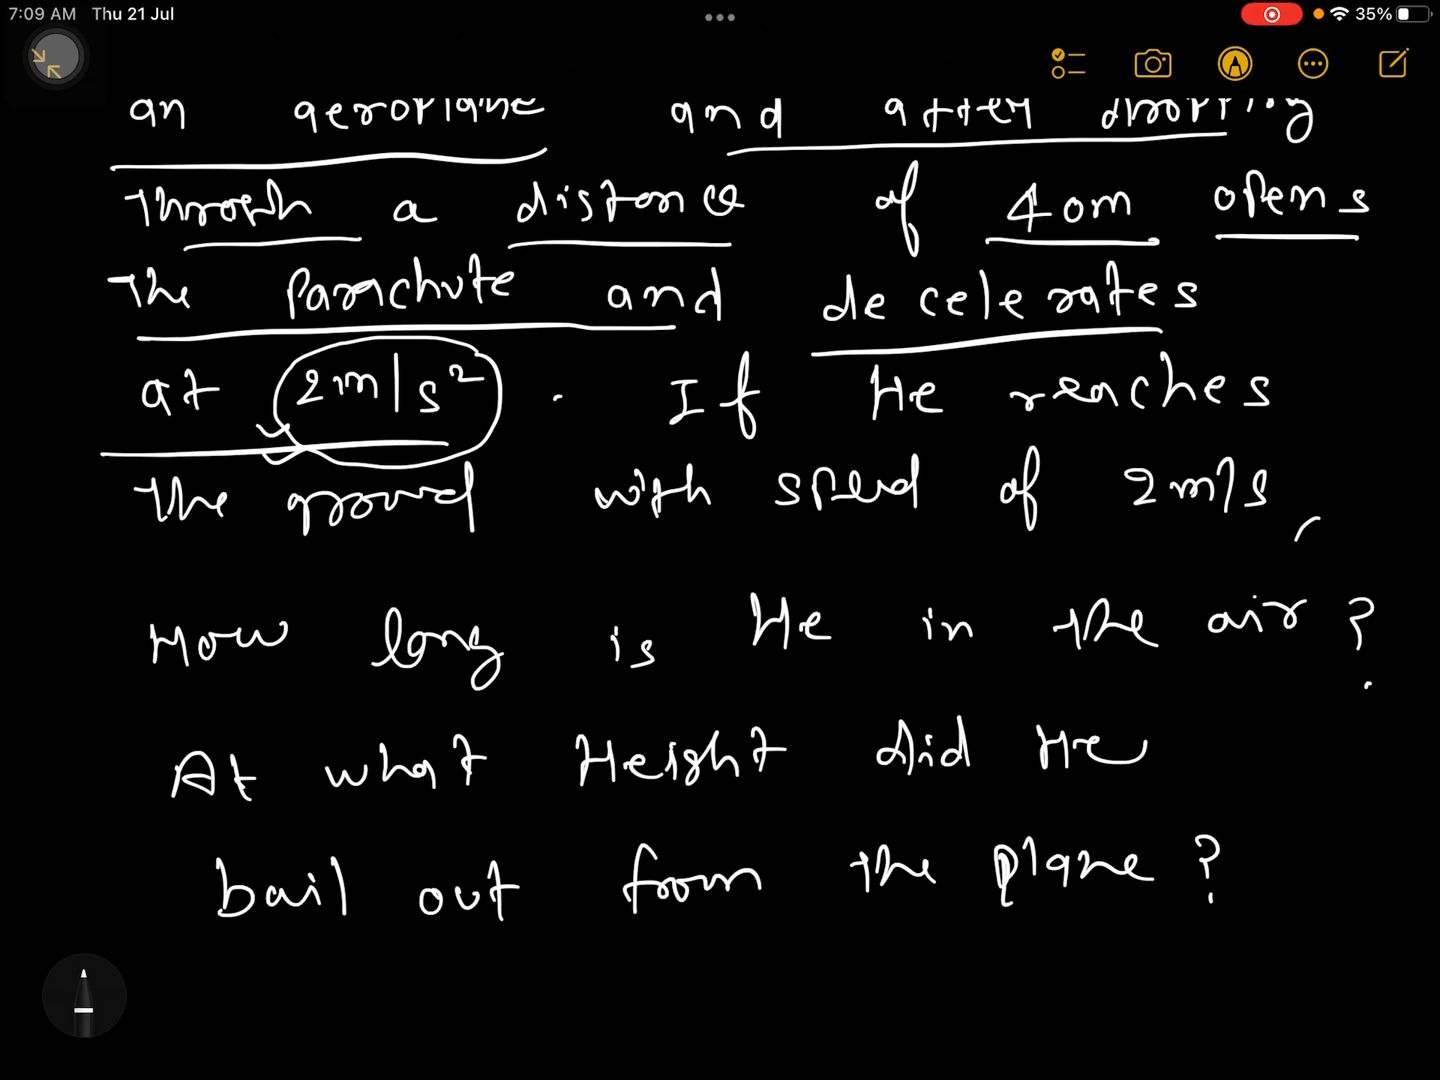 7:09 AM Thu 21 Jul 35%
an aeroplane and after dropping
through a distance of 40m opens
the Parachute and decelerates
at 2m/s². If He reaches
the ground with speed of 2m/s,
How long is He in the air?
At what Height did He
bail out from the plane?